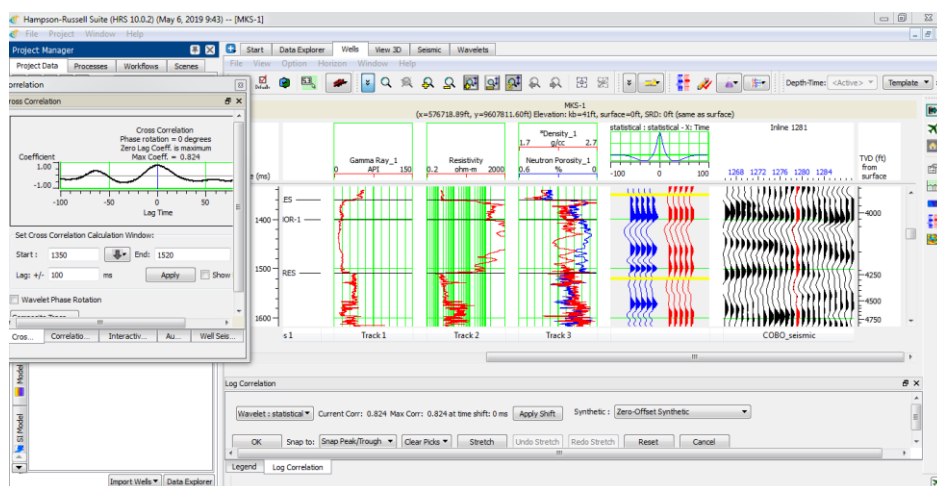 Hampson-Russell Suite (HRS 10.0.2) (May 6, 2019 9:43) -- [MKS-1]
File Project Window Help
Project Manager
Start Data Explorer Wells View 3D Seismic Wavelets
Project Data Processes Workflows Scenes
File View Option Horizon Window Help
orrelation
Depth-Time: <Active> Template
ross Correlation
MKS-1
(x=576718.89ft, y=9607811.60ft) Elevation: kb=41ft, surface=0ft, SRD: 0ft (same as surface)
Cross Correlation
Phase rotation = 0 degrees
Zero Lag Coeff. is maximum
Max Coeff. = 0.824
Coefficient
1.00
-1.00
-100 -50 0 50
Lag Time
Set Cross Correlation Calculation Window:
Start : 1350 End: 1520
Lag: +/- 100 ms Apply Show
Wavelet Phase Rotation
Cros... Correlatio... Interactiv... Au... Well Seis...
e (ms)
Gamma Ray_1
0 API 150
Resistivity
0.2 ohm-m 2000
*Density_1
1.7 g/cc 2.7
Neutron Porosity_1
0.6 % 0
statistical : statistical - X: Time
-100 0 100
Inline 1281
1268 1272 1276 1280 1284
TVD (ft)
from
surface
.ES
1400 IOR-1
1500 RES
1600
4000
4250
4500
4750
s 1 Track 1 Track 2 Track 3 COBO_seismic
Model
SI Model
Log Correlation
Wavelet : statistical Current Corr: 0.824 Max Corr: 0.824 at time shift: 0 ms Apply Shift Synthetic : Zero-Offset Synthetic
OK Snap to: Snap Peak/Trough Clear Picks Stretch Undo Stretch Redo Stretch Reset Cancel
Legend Log Correlation
Import Wells Data Explorer